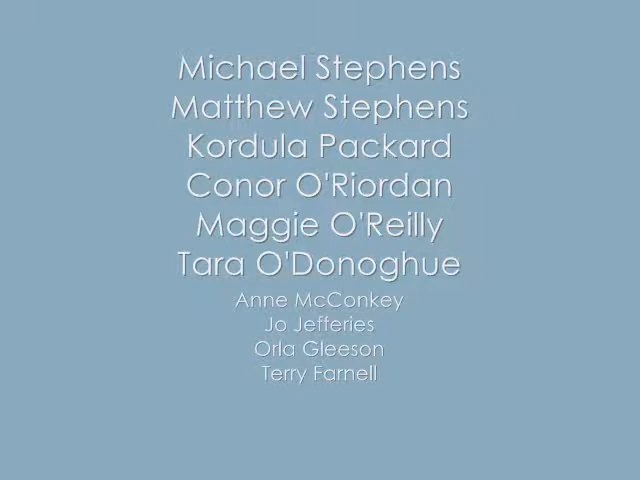 Michael Stephens
Matthew Stephens
Kordula Packard
Conor O'Riordan
Maggie O'Reilly
Tara O'Donoghue
Anne McConkey
Jo Jefferies
Orla Gleeson
Terry Farnell